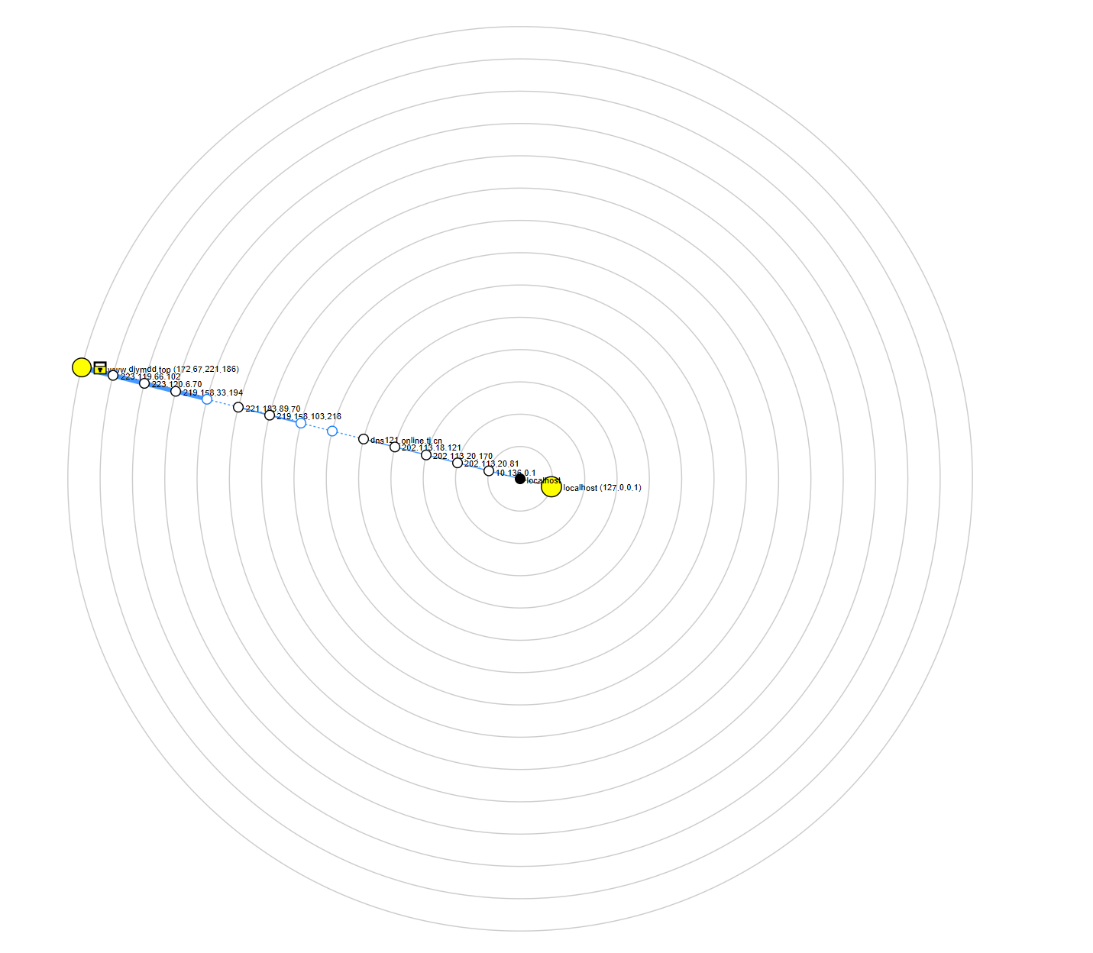 www.djymdd.top (172.67.221.186)
223.119.66.102
223.120.6.70
219.158.33.194
221.183.89.70
219.158.103.218
dns121.online.tj.cn
202.113.18.121
202.113.20.170
202.113.20.81
10.136.0.1
localhost
localhost (127.0.0.1)